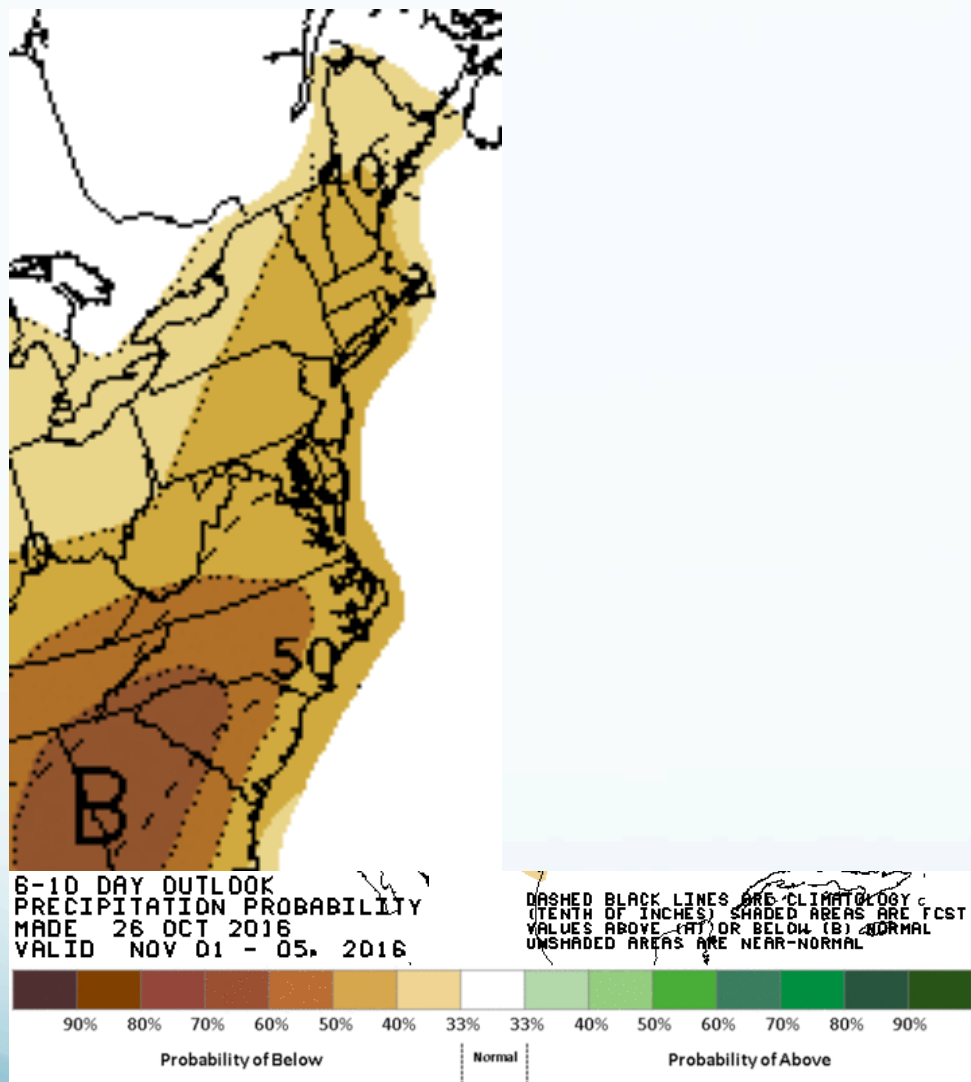 40
2
50
B
6-10 DAY OUTLOOK
PRECIPITATION PROBABILITY
MADE 26 OCT 2016
VALID NOV 01 - 05, 2016
DASHED BLACK LINES ARE CLIMATOLOGY
(TENTH OF INCHES) SHADED AREAS ARE FCST
VALUES ABOVE (A) OR BELOW (B) NORMAL
UNSHADED AREAS ARE NEAR-NORMAL
90% 80% 70% 60% 50% 40% 33% 33% 40% 50% 60% 70% 80% 90%
Probability of Below Normal Probability of Above